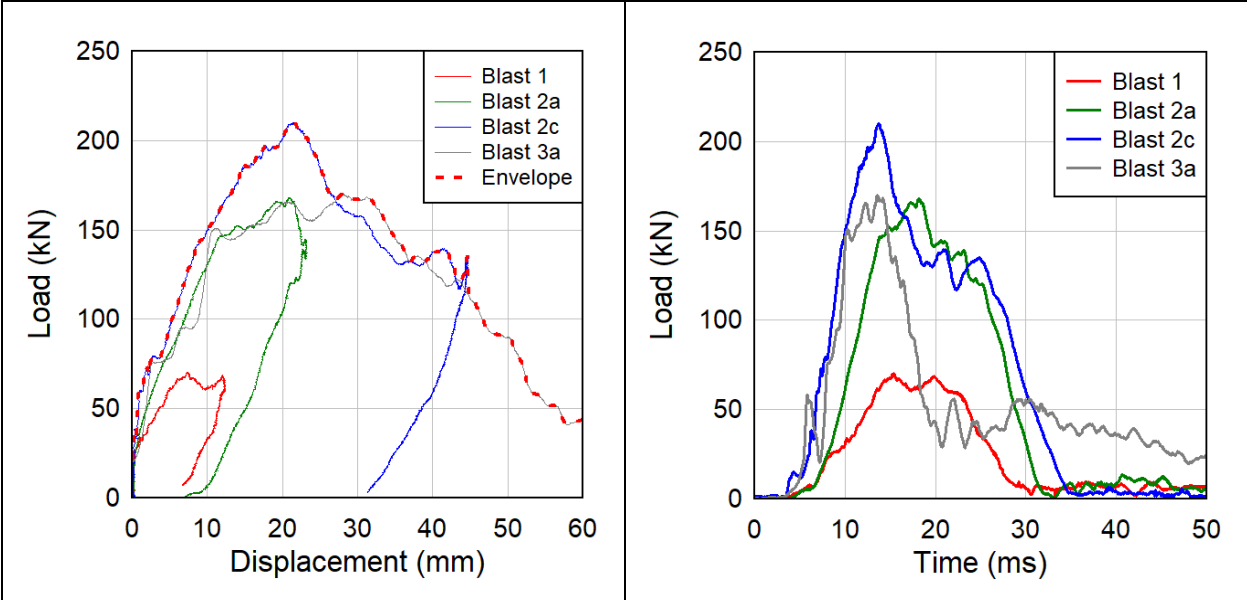 250
200
150
100
50
0
Load (kN)
0 10 20 30 40 50 60
Displacement (mm)
Blast 1
Blast 2a
Blast 2c
Blast 3a
Envelope
250
200
150
100
50
0
Load (kN)
0 10 20 30 40 50
Time (ms)
Blast 1
Blast 2a
Blast 2c
Blast 3a